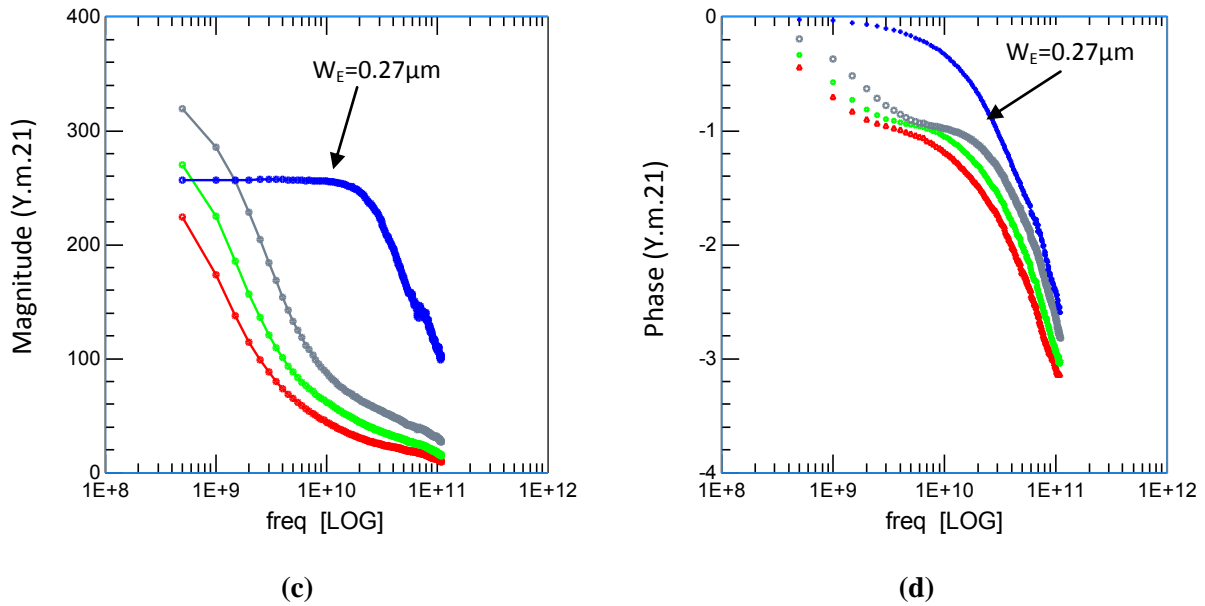 400
300
200
100
0
Magnitude (Y.m.21)
W_E=0.27μm
1E+8 1E+9 1E+10 1E+11 1E+12
freq [LOG]
(c)
0
-1
-2
-3
-4
Phase (Y.m.21)
W_E=0.27μm
1E+8 1E+9 1E+10 1E+11 1E+12
freq [LOG]
(d)